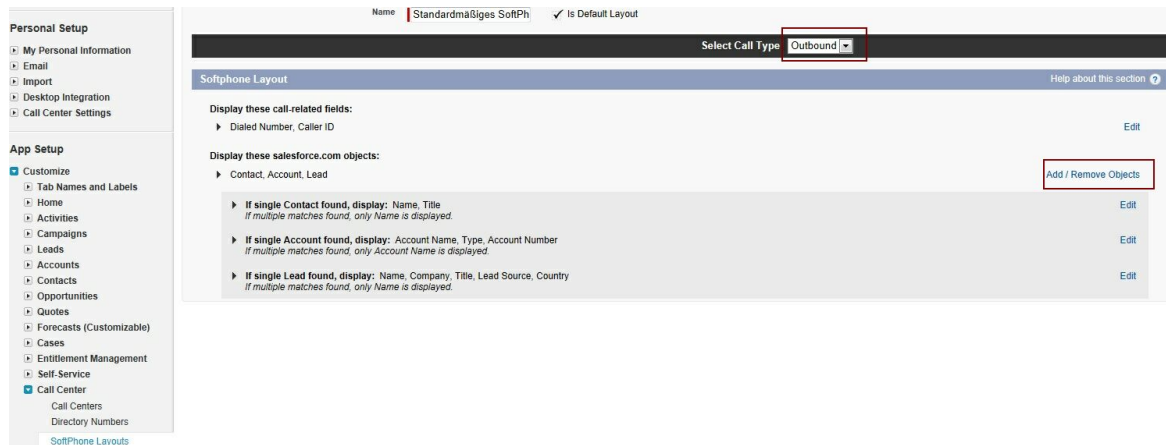 Personal Setup
My Personal Information
Email
Import
Desktop Integration
Call Center Settings
App Setup
Customize
Tab Names and Labels
Home
Activities
Campaigns
Leads
Accounts
Contacts
Opportunities
Quotes
Forecasts (Customizable)
Cases
Entitlement Management
Self-Service
Call Center
Call Centers
Directory Numbers
SoftPhone Layouts
Name Standardmäßiges SoftPh Is Default Layout
Select Call Type Outbound
Softphone Layout Help about this section ?
Display these call-related fields:
Dialed Number, Caller ID Edit
Display these salesforce.com objects:
Contact, Account, Lead Add / Remove Objects
If single Contact found, display: Name, Title Edit
If multiple matches found, only Name is displayed.
If single Account found, display: Account Name, Type, Account Number Edit
If multiple matches found, only Account Name is displayed.
If single Lead found, display: Name, Company, Title, Lead Source, Country Edit
If multiple matches found, only Name is displayed.